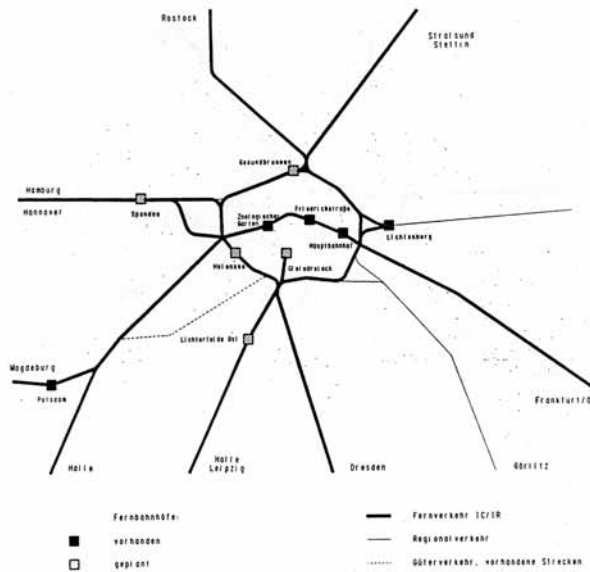 Rostock
Stralsund
Stettin
Gesundbrunnen
Hamburg
Hannover
Spandau
Zoologischer
Garten
Friedrichstraße
Hauptbahnhof
Lichtenberg
Halensee
Gleisdreieck
Lichterfelde Ost
Magdeburg
Potsdam
Frankfurt/O
Halle
Halle
Leipzig
Dresden
Görlitz
Fernbahnhöfe:
vorhanden
geplant
Fernverkehr IC/IR
Regionalverkehr
Güterverkehr, vorhandene Strecken